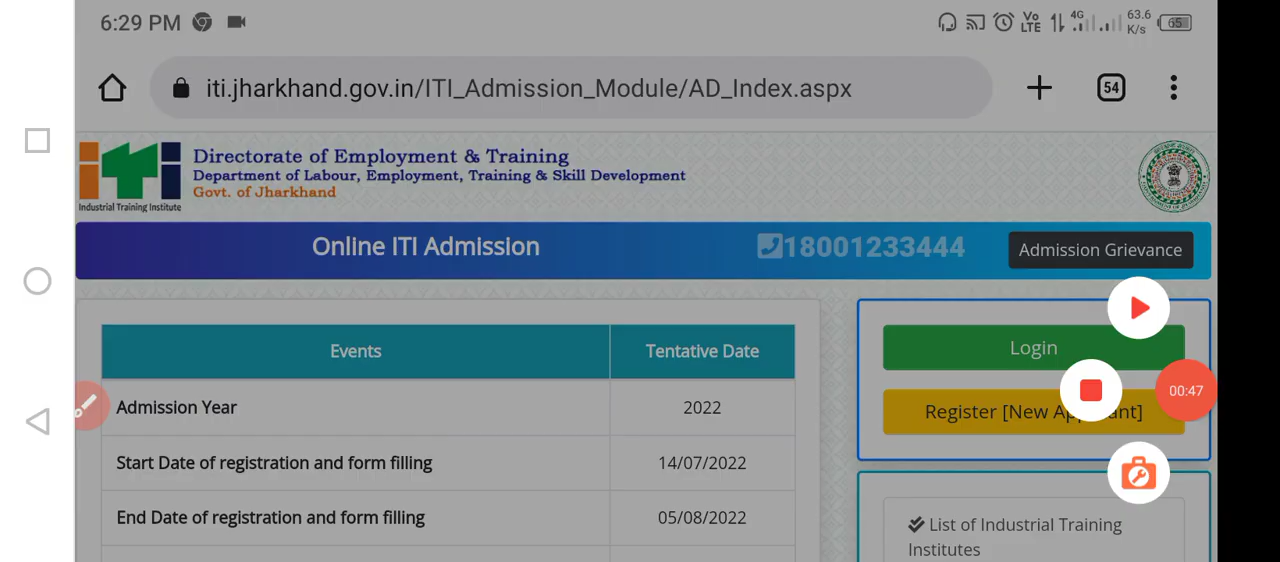 6:29 PM
Vo LTE 4G 63.6 K/s 65
iti.jharkhand.gov.in/ITI_Admission_Module/AD_Index.aspx
54
iti
Industrial Training Institute
Directorate of Employment & Training
Department of Labour, Employment, Training & Skill Development
Govt. of Jharkhand
Online ITI Admission
18001233444
Admission Grievance
Events
Tentative Date
Admission Year
2022
Start Date of registration and form filling
14/07/2022
End Date of registration and form filling
05/08/2022
Login
00:47
Register [New Applicant]
List of Industrial Training
Institutes